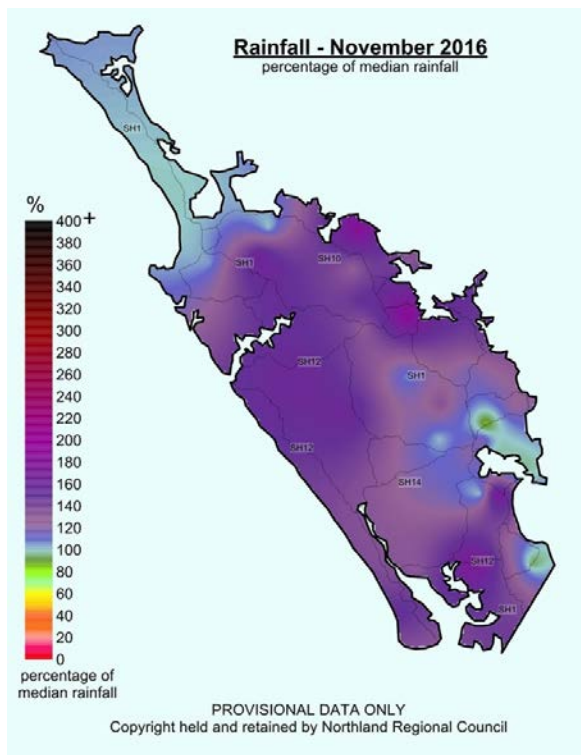 Rainfall - November 2016
percentage of median rainfall
SH1
%
400+
380
360
340
320
300
280
260
240
220
200
180
160
140
120
100
80
60
40
20
0
percentage of
median rainfall
SH1
SH10
SH12
SH1
SH12
SH14
SH12
SH1
PROVISIONAL DATA ONLY
Copyright held and retained by Northland Regional Council